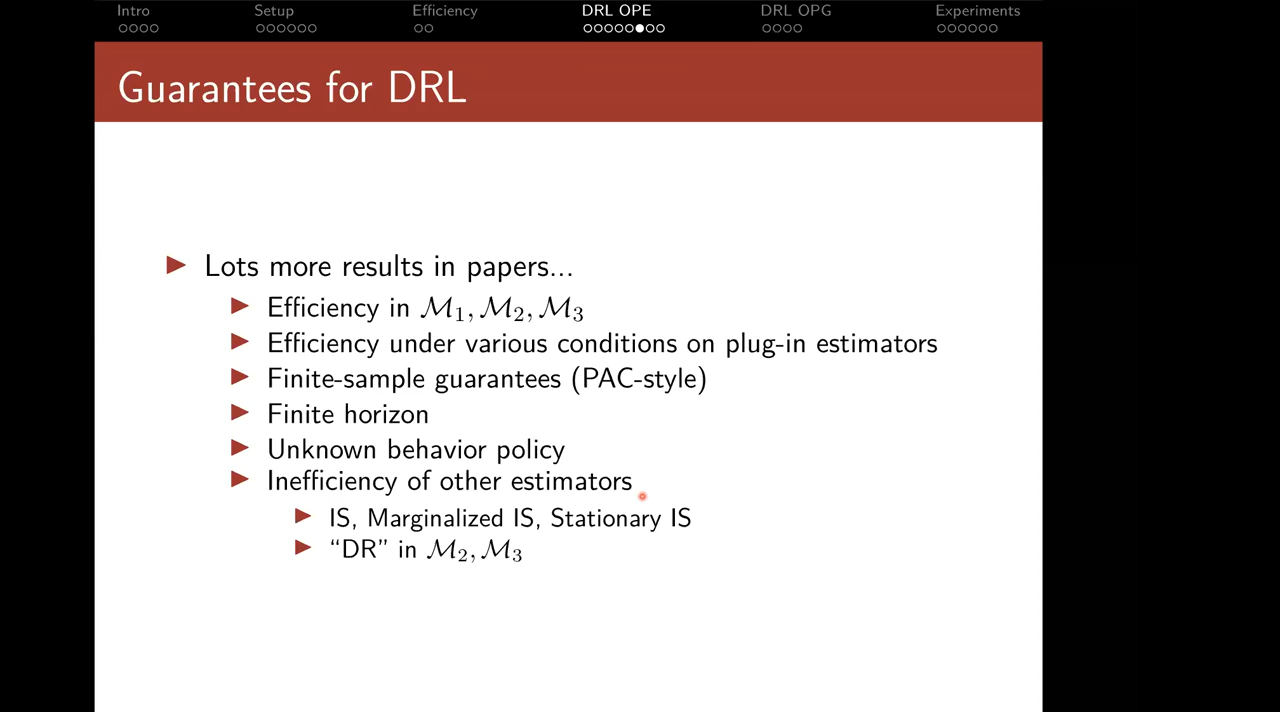 Intro Setup Efficiency DRL OPE DRL OPG Experiments
Guarantees for DRL
Lots more results in papers...
Efficiency in ℳ₁, ℳ₂, ℳ₃
Efficiency under various conditions on plug-in estimators
Finite-sample guarantees (PAC-style)
Finite horizon
Unknown behavior policy
Inefficiency of other estimators
IS, Marginalized IS, Stationary IS
“DR” in ℳ₂, ℳ₃